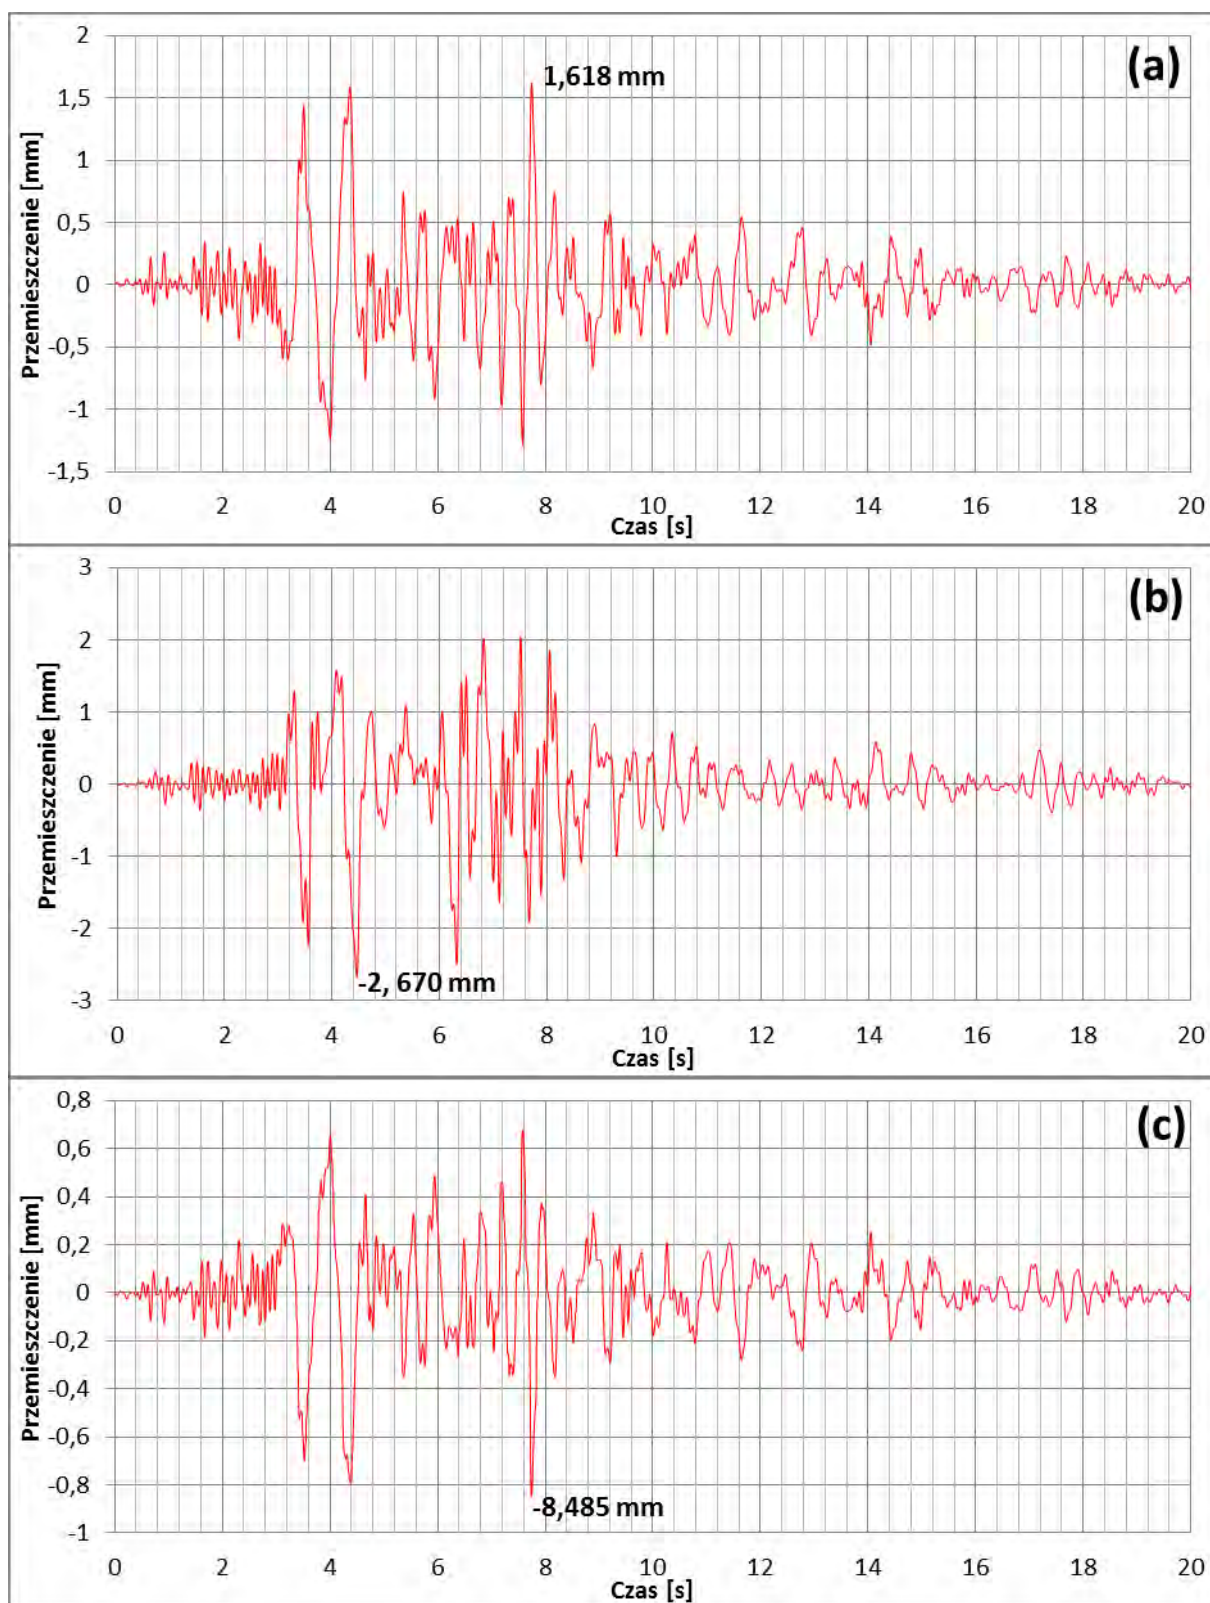 (a)
1,618 mm
Przemieszczenie [mm]
2
1,5
1
0,5
0
-0,5
-1
-1,5
0 2 4 6 8 10 12 14 16 18 20
Czas [s]
(b)
Przemieszczenie [mm]
3
2
1
0
-1
-2
-3
-2, 670 mm
0 2 4 6 8 10 12 14 16 18 20
Czas [s]
(c)
Przemieszczenie [mm]
0,8
0,6
0,4
0,2
0
-0,2
-0,4
-0,6
-0,8
-1
-8,485 mm
0 2 4 6 8 10 12 14 16 18 20
Czas [s]